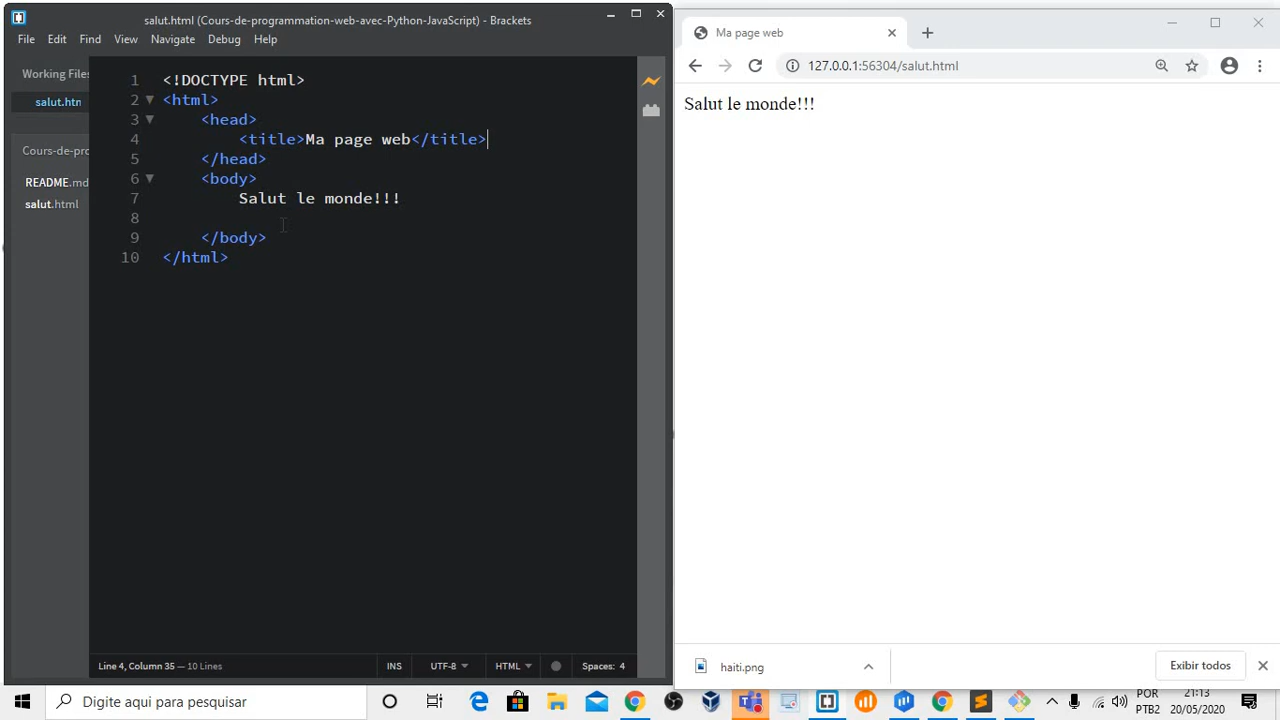 salut.html (Cours-de-programmation-web-avec-Python-JavaScript) - Brackets
File Edit Find View Navigate Debug Help
Working Files
salut.htn
Cours-de-pro
README.md
salut.html
1 <!DOCTYPE html>
2 <html>
3 <head>
4 <title>Ma page web</title>
5 </head>
6 <body>
7 Salut le monde!!!
8
9 </body>
10 </html>
Line 4, Column 35 — 10 Lines
INS UTF-8 HTML Spaces: 4
Ma page web
127.0.0.1:56304/salut.html
Salut le monde!!!
haiti.png
Exibir todos
Digite aqui para pesquisar
POR 21:13
PTB2 20/05/2020